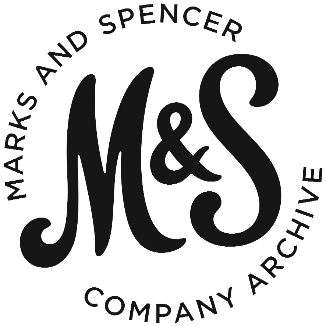 MARKS AND SPENCER
M&S
COMPANY ARCHIVE